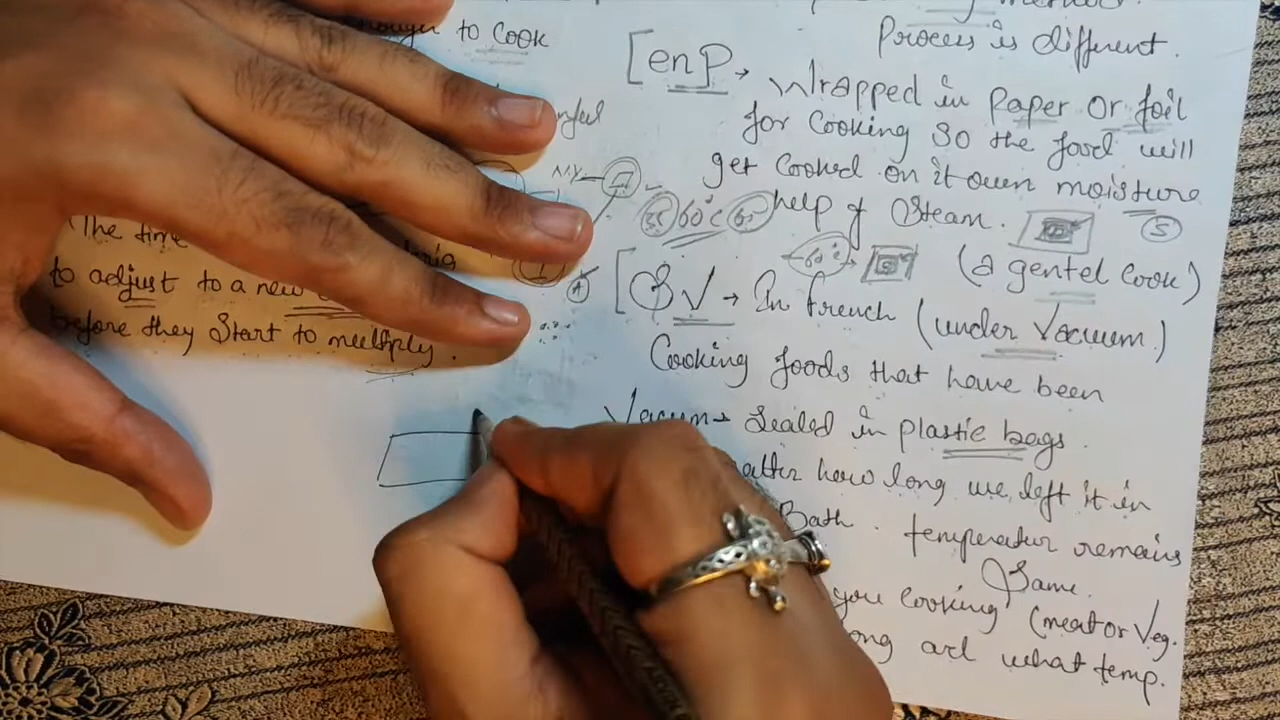 to Cook
The time
to adjust to a new
before they Start to multiply.
method.
Process is different.
[enP → Wrapped in Paper or foil
for Cooking So the food will
get Cooked on it own moisture
help of Steam.
60°C
S
60°C
S
(a gentel Cook)
A
[SV → In french (under Vacuum.)
Cooking foods that have been
Vacum → Sealed in plastic bags.
matter how long we left it in
Bath. temperatur remains
Same.
you Cooking (meat or Veg.
long and what temp.